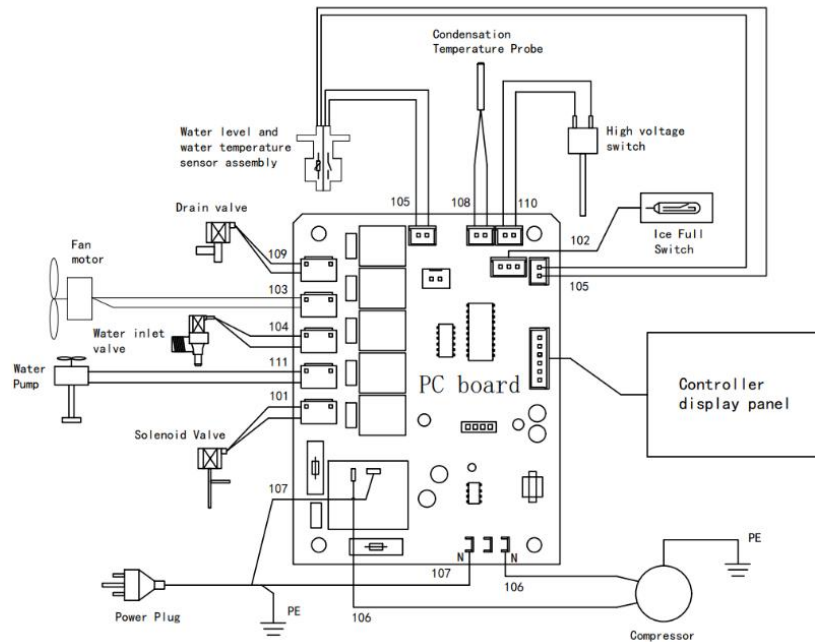 Condensation
Temperature Probe
Water level and
water temperature
sensor assembly
High voltage
switch
Drain valve
105
108
110
102
Ice Full
Switch
Fan
motor
109
103
105
Water inlet
valve
104
Water
Pump
111
PC board
Controller
display panel
101
Solenoid Valve
107
N
N
107
106
PE
Power Plug
PE
106
Compressor